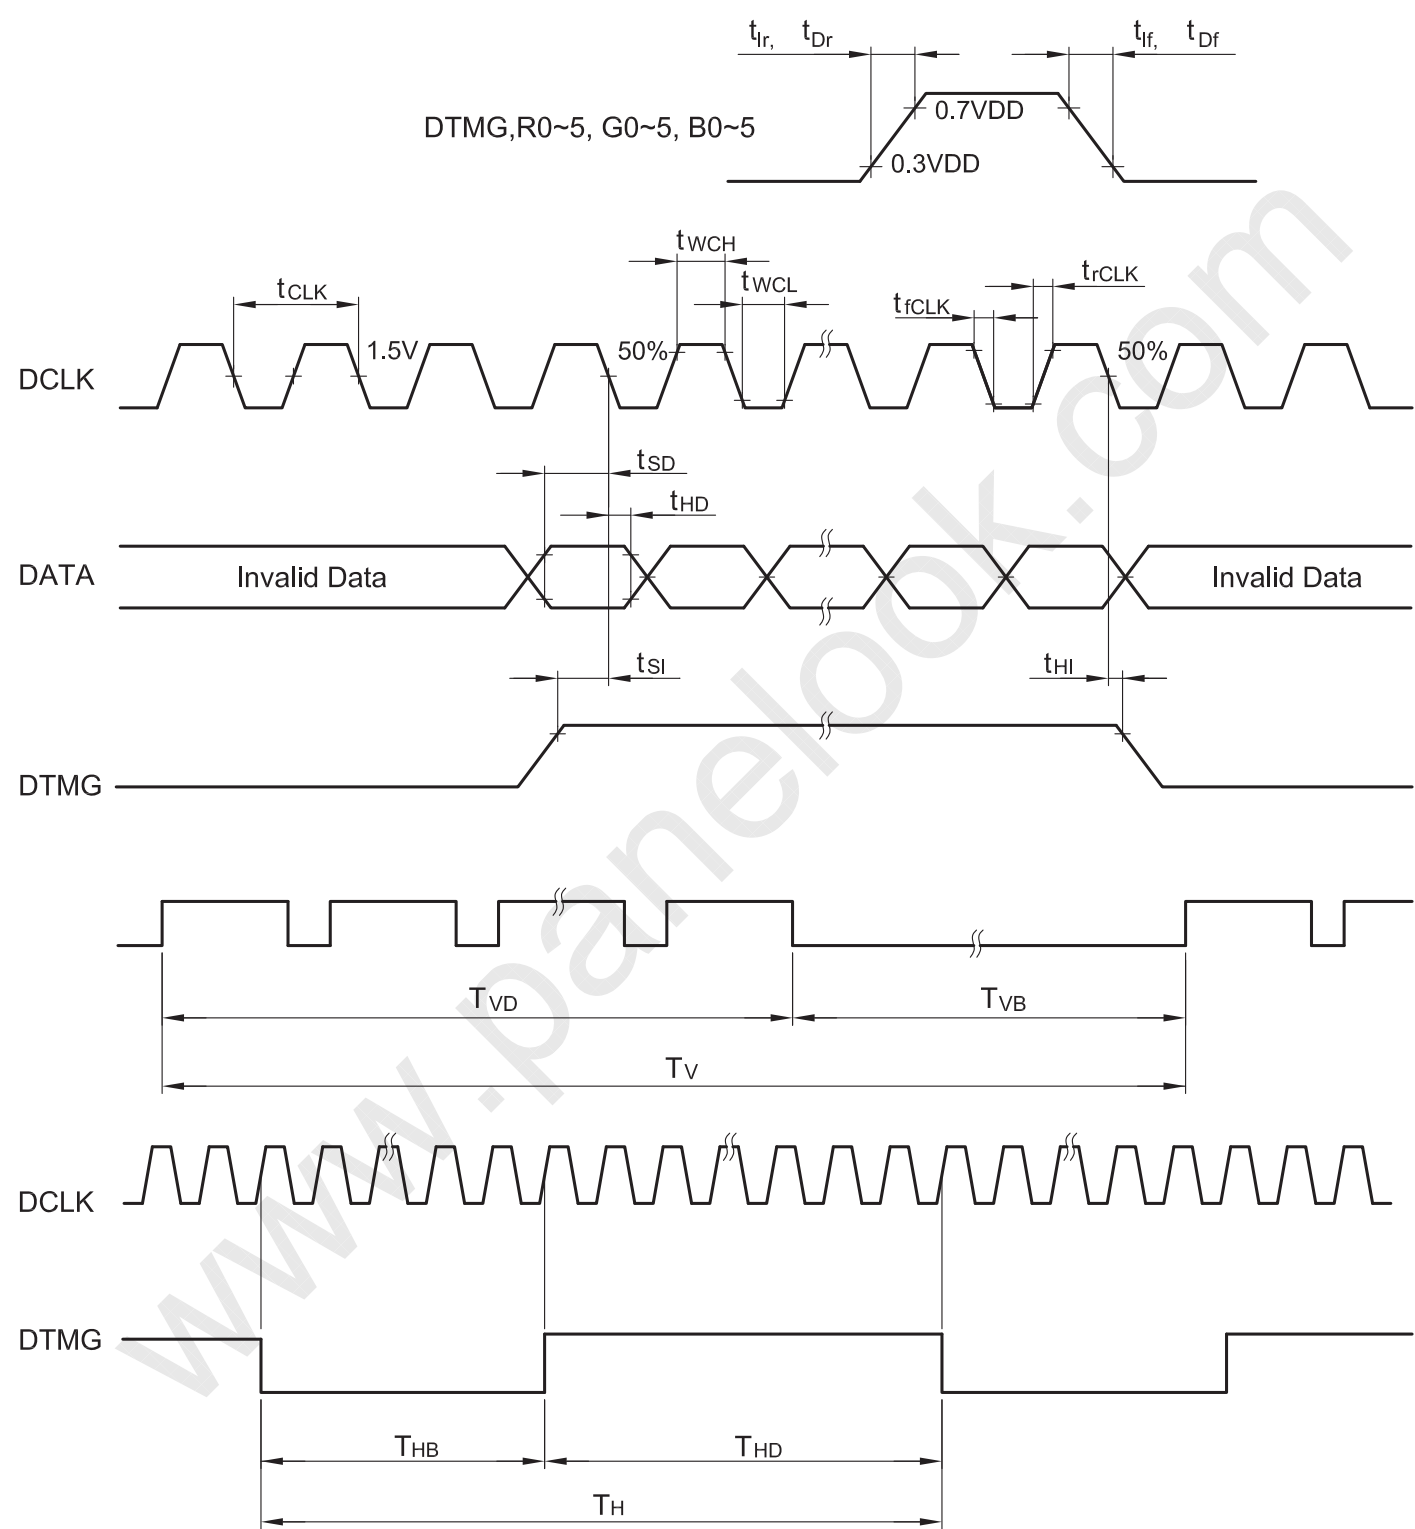 tIr, tDr tIf, tDf
DTMG,R0~5, G0~5, B0~5
0.7VDD
0.3VDD
tWCH
tCLK
tWCL
tfCLK
trCLK
DCLK
1.5V
50%
50%
tSD
tHD
DATA
Invalid Data
Invalid Data
tSI
tHI
DTMG
TVD
TVB
TV
DCLK
DTMG
THB
THD
TH
www.panelook.com